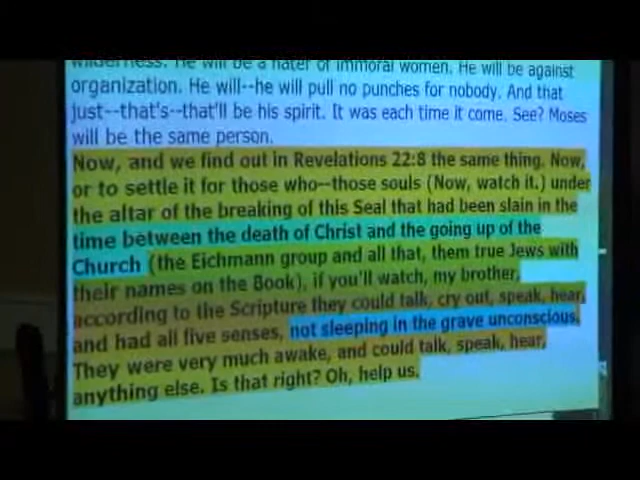 wilderness. He will be a hater of immoral women. He will be against
organization. He will--he will pull no punches for nobody. And that
just--that's--that'll be his spirit. It was each time it come. See? Moses
will be the same person.
Now, and we find out in Revelations 22:8 the same thing. Now,
or to settle it for those who--those souls (Now, watch it.) under
the altar of the breaking of this Seal that had been slain in the
time between the death of Christ and the going up of the
Church (the Eichmann group and all that, them true Jews with
their names on the Book), if you'll watch, my brother,
according to the Scripture they could talk, cry out, speak, hear,
and had all five senses, not sleeping in the grave unconscious.
They were very much awake, and could talk, speak, hear,
anything else. Is that right? Oh, help us.